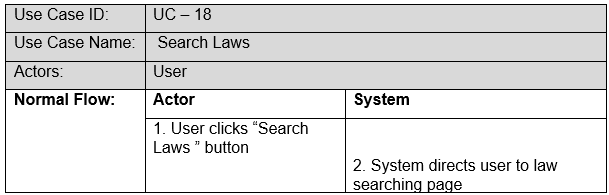 Use Case ID: UC – 18
Use Case Name: Search Laws
Actors: User
Normal Flow: Actor System
1. User clicks “Search
Laws ” button
2. System directs user to law
searching page